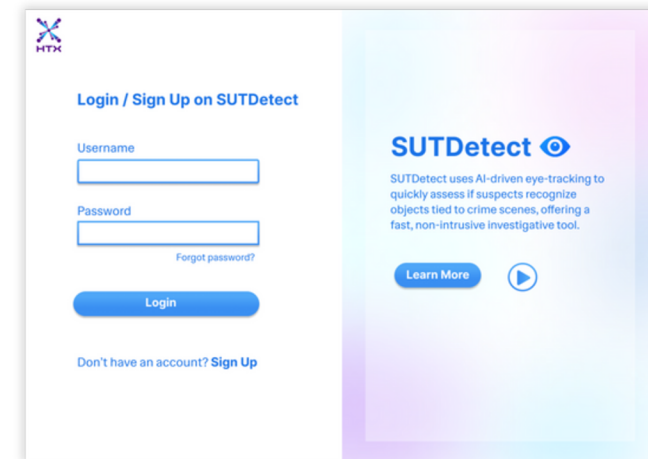 HTX
Login / Sign Up on SUTDetect
Username
Password
Forgot password?
Login
Don't have an account? Sign Up
SUTDetect
SUTDetect uses AI-driven eye-tracking to
quickly assess if suspects recognize
objects tied to crime scenes, offering a
fast, non-intrusive investigative tool.
Learn More